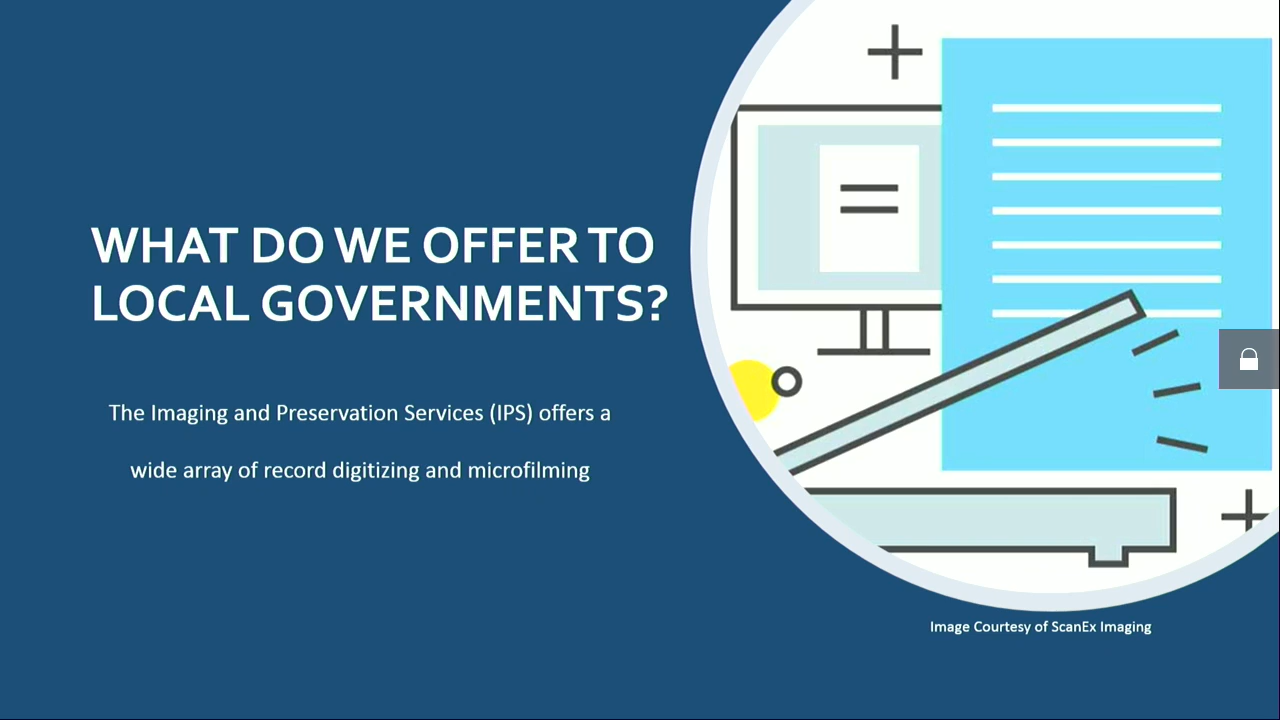 WHAT DO WE OFFER TO
LOCAL GOVERNMENTS?
The Imaging and Preservation Services (IPS) offers a
wide array of record digitizing and microfilming
Image Courtesy of ScanEx Imaging